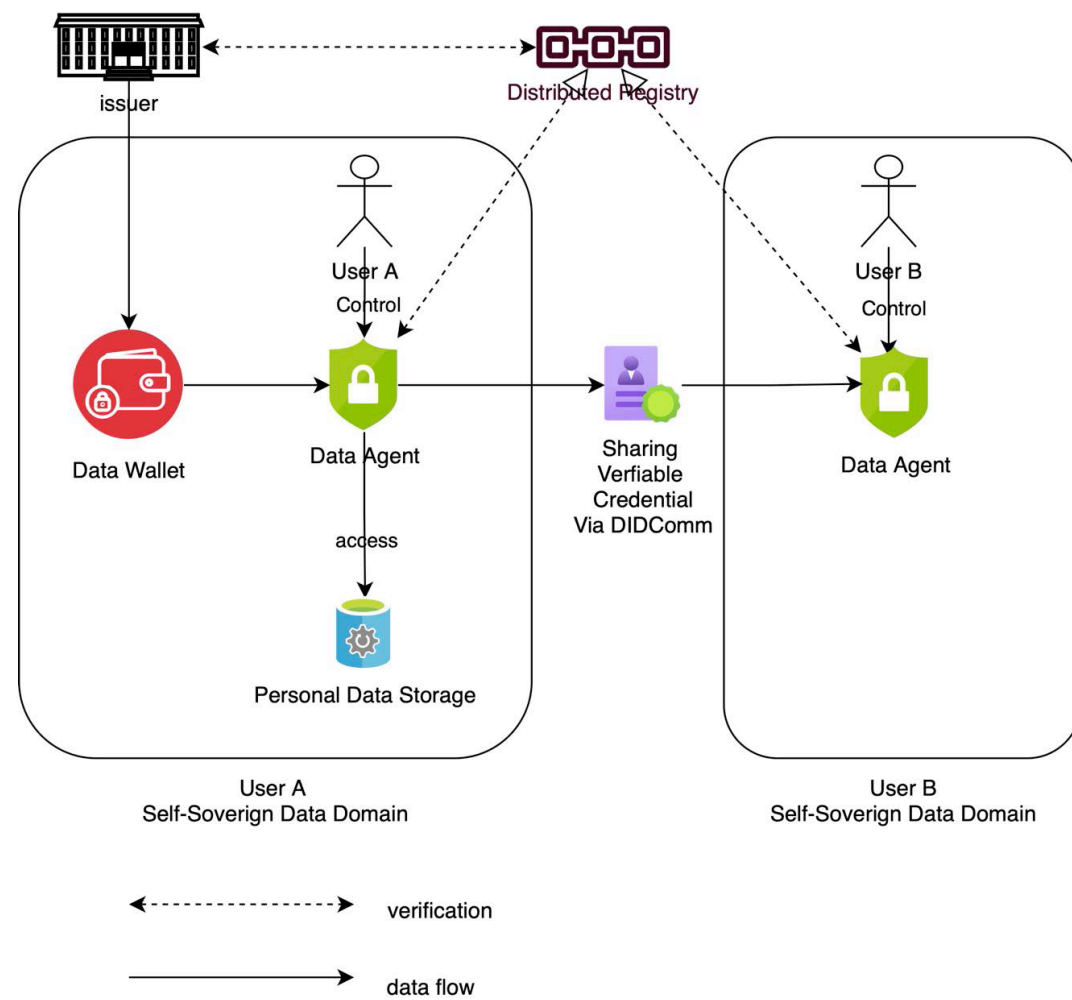 issuer
Distributed Registry
User A
Control
User B
Control
Data Wallet
Data Agent
Sharing
Verfiable
Credential
Via DIDComm
Data Agent
access
Personal Data Storage
User A
Self-Soverign Data Domain
User B
Self-Soverign Data Domain
verification
data flow